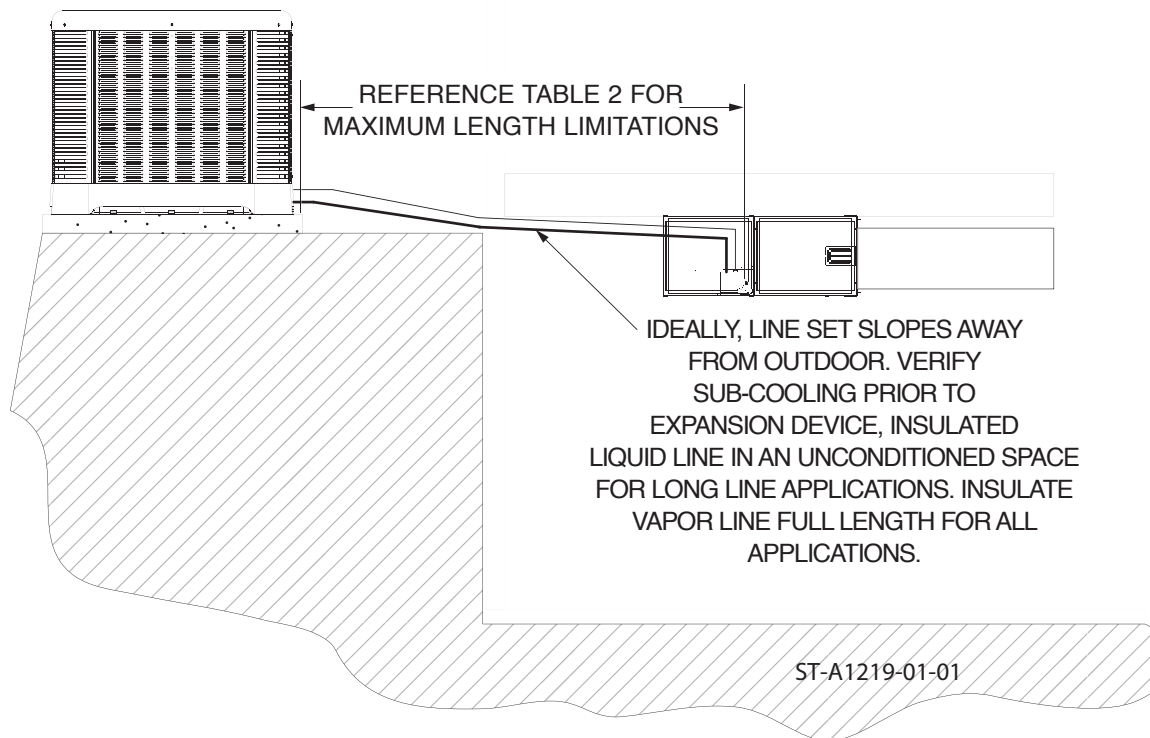 REFERENCE TABLE 2 FOR
MAXIMUM LENGTH LIMITATIONS
IDEALLY, LINE SET SLOPES AWAY
FROM OUTDOOR. VERIFY
SUB-COOLING PRIOR TO
EXPANSION DEVICE, INSULATED
LIQUID LINE IN AN UNCONDITIONED SPACE
FOR LONG LINE APPLICATIONS. INSULATE
VAPOR LINE FULL LENGTH FOR ALL
APPLICATIONS.
ST-A1219-01-01